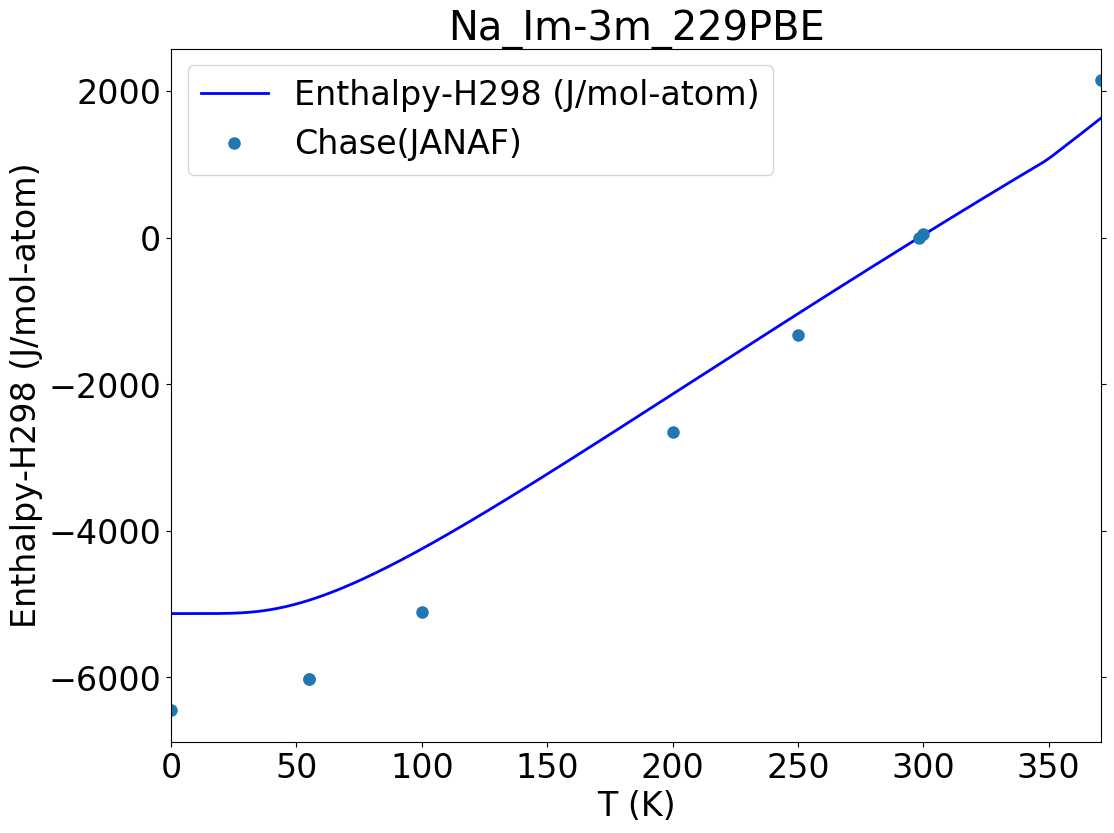 Na_Im-3m_229PBE
Enthalpy-H298 (J/mol-atom)
Chase(JANAF)
Enthalpy-H298 (J/mol-atom)
2000
0
−2000
−4000
−6000
0 50 100 150 200 250 300 350
T (K)